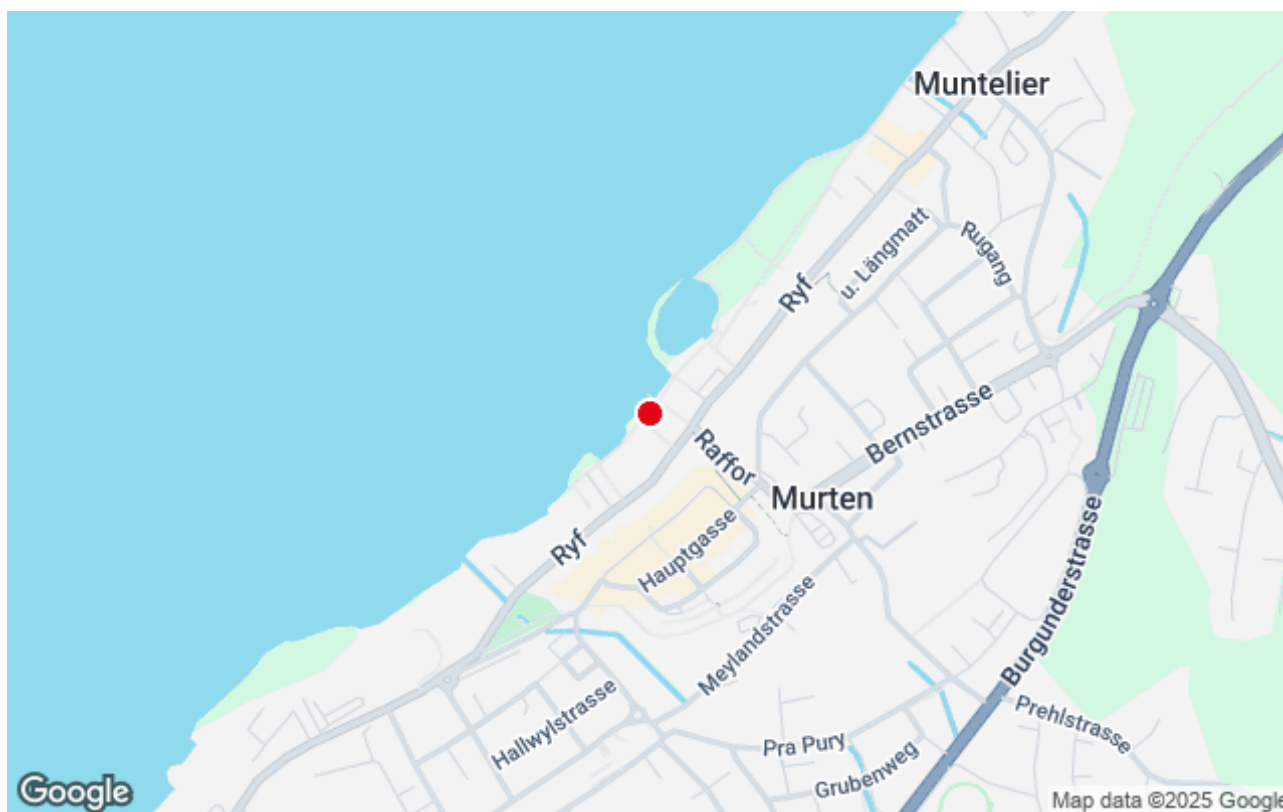 Muntelier
Rugang
u. Längmatt
Ryf
Bernstrasse
Raffor
Murten
Ryf
Hauptgasse
Burgunderstrasse
Meylandstrasse
Hallwylstrasse
Prehlstrasse
Pra Pury
Grubenweg
Google
Map data ©2025 Google